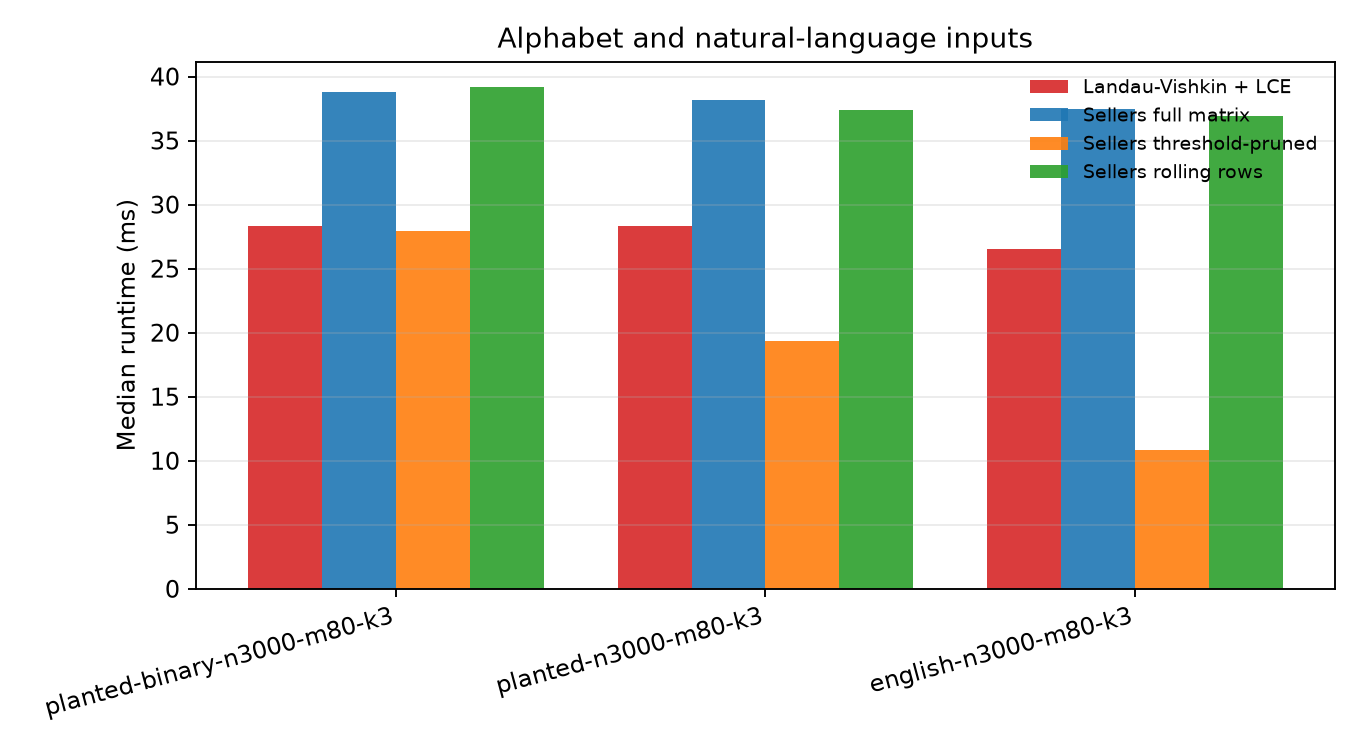 Alphabet and natural-language inputs
Landau-Vishkin + LCE
Sellers full matrix
Sellers threshold-pruned
Sellers rolling rows
Median runtime (ms)
40
35
30
25
20
15
10
5
0
planted-binary-n3000-m80-k3
planted-n3000-m80-k3
english-n3000-m80-k3